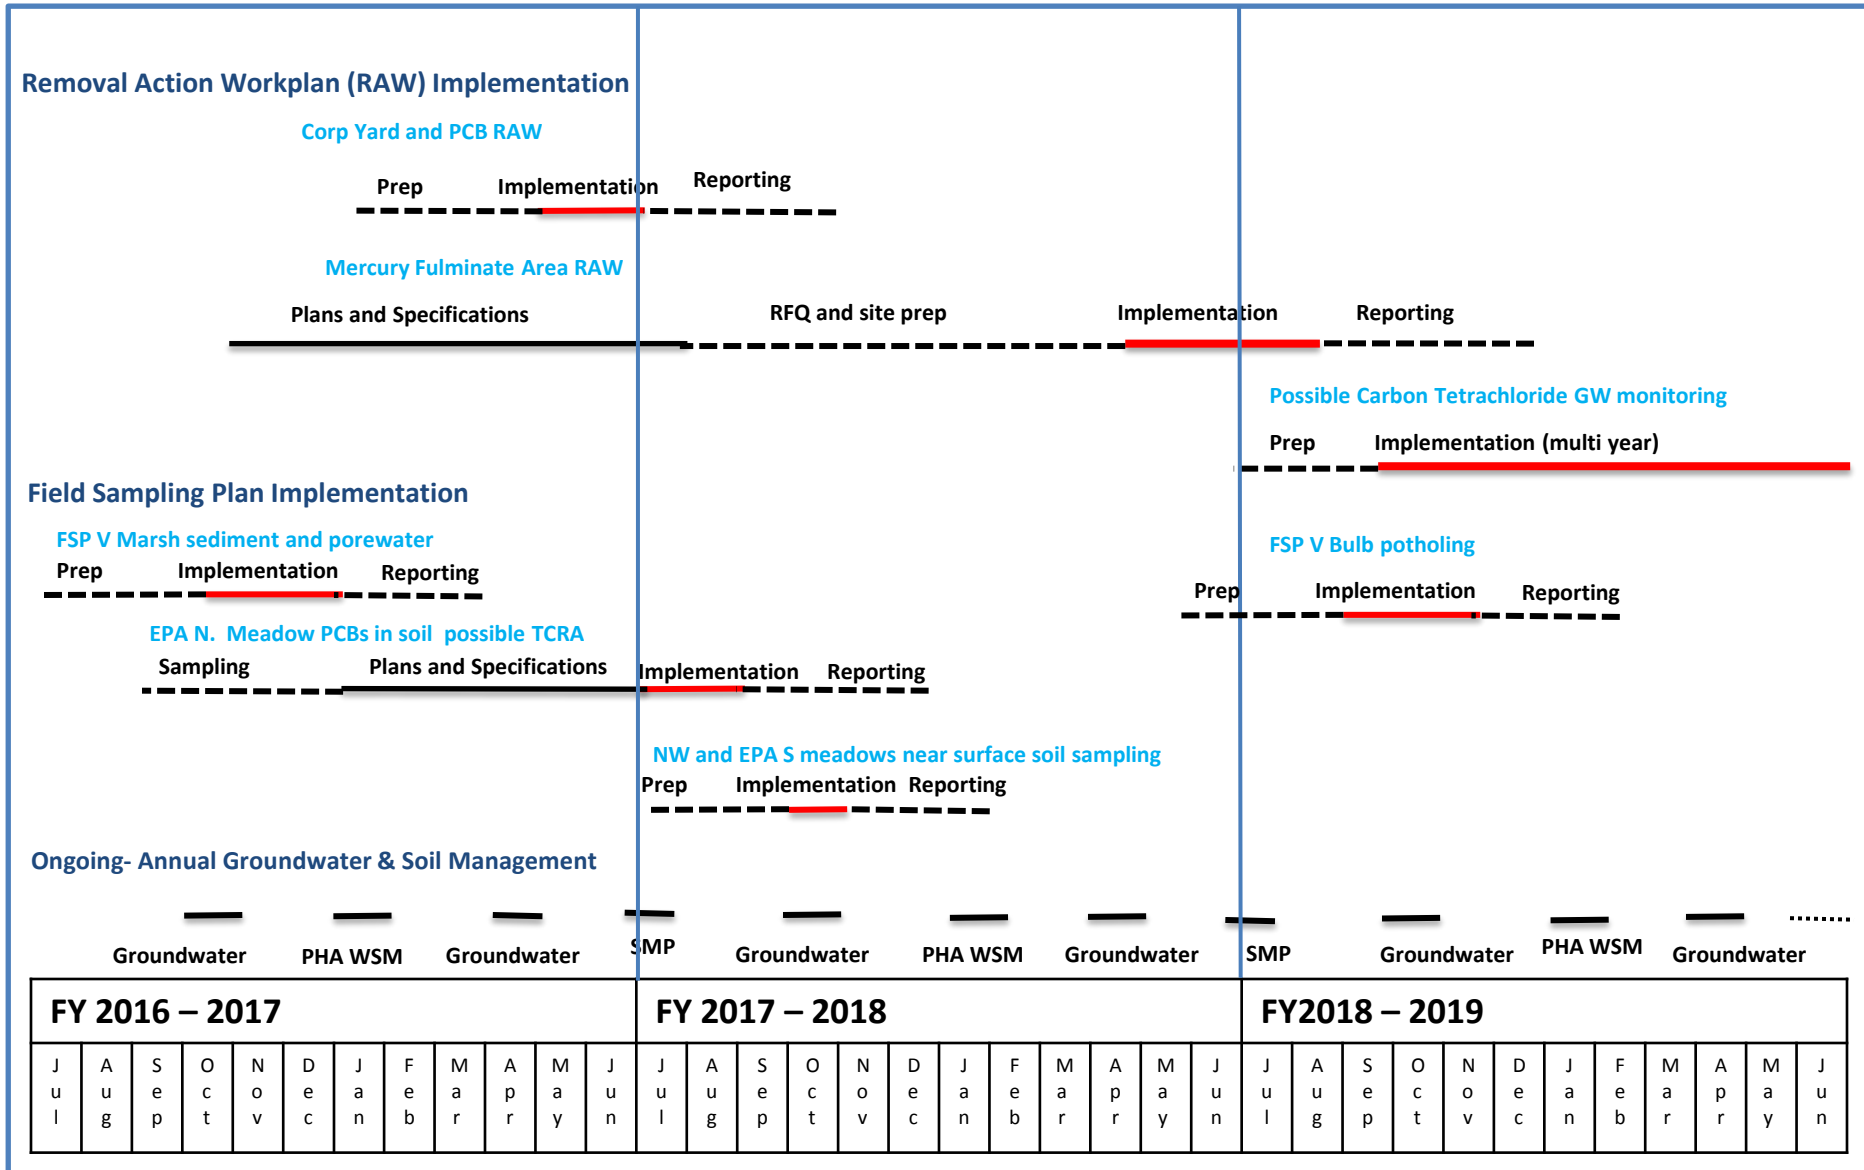 Removal Action Workplan (RAW) Implementation
Corp Yard and PCB RAW
Prep Implementation Reporting
Mercury Fulminate Area RAW
Plans and Specifications RFQ and site prep Implementation Reporting
Possible Carbon Tetrachloride GW monitoring
Prep Implementation (multi year)
Field Sampling Plan Implementation
FSP V Marsh sediment and porewater
Prep Implementation Reporting
FSP V Bulb potholing
Prep Implementation Reporting
EPA N. Meadow PCBs in soil possible TCRA
Sampling Plans and Specifications Implementation Reporting
NW and EPA S meadows near surface soil sampling
Prep Implementation Reporting
Ongoing- Annual Groundwater & Soil Management
Groundwater PHA WSM Groundwater SMP Groundwater PHA WSM Groundwater SMP Groundwater PHA WSM Groundwater
FY 2016 – 2017 FY 2017 – 2018 FY2018 – 2019
Jul Aug Sep Oct Nov Dec Jan Feb Mar Apr May Jun Jul Aug Sep Oct Nov Dec Jan Feb Mar Apr May Jun Jul Aug Sep Oct Nov Dec Jan Feb Mar Apr May Jun